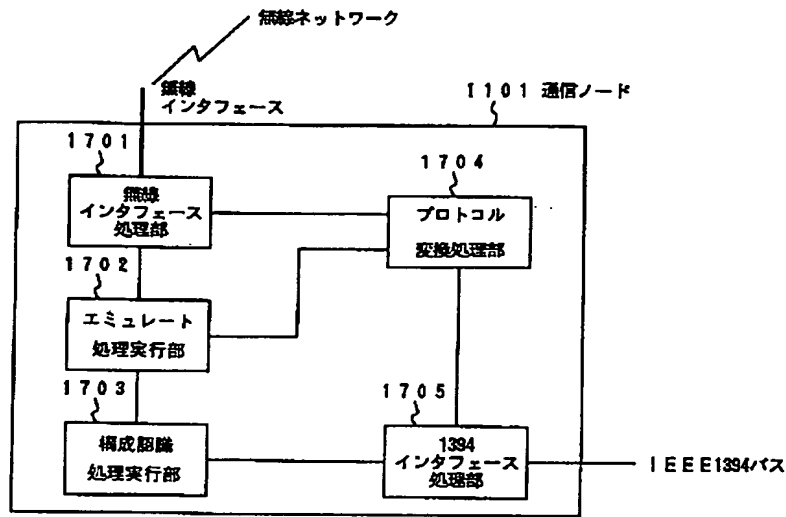 無線ネットワーク
無線
インタフェース
I101 通信ノード
1701
無線
インタフェース
処理部
1704
プロトコル
変換処理部
1702
エミュレート
処理実行部
1703
構成認識
処理実行部
1705
1394
インタフェース
処理部
IEEE1394バス